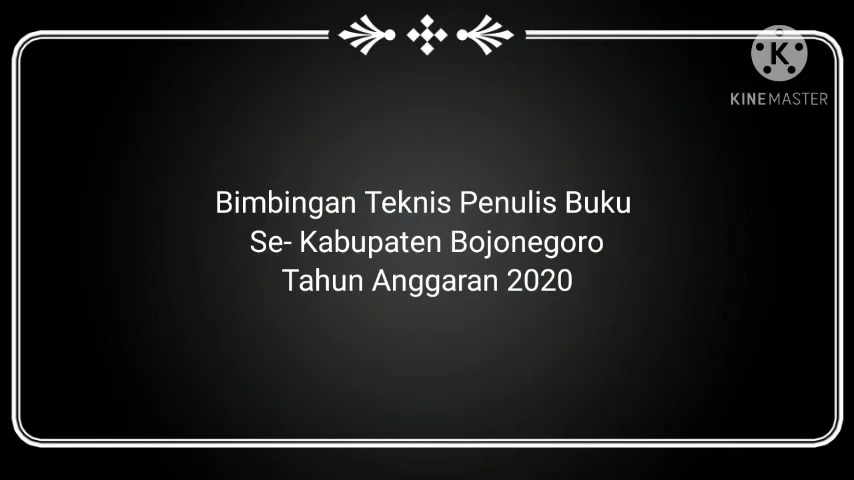 KINEMASTER
Bimbingan Teknis Penulis Buku
Se- Kabupaten Bojonegoro
Tahun Anggaran 2020